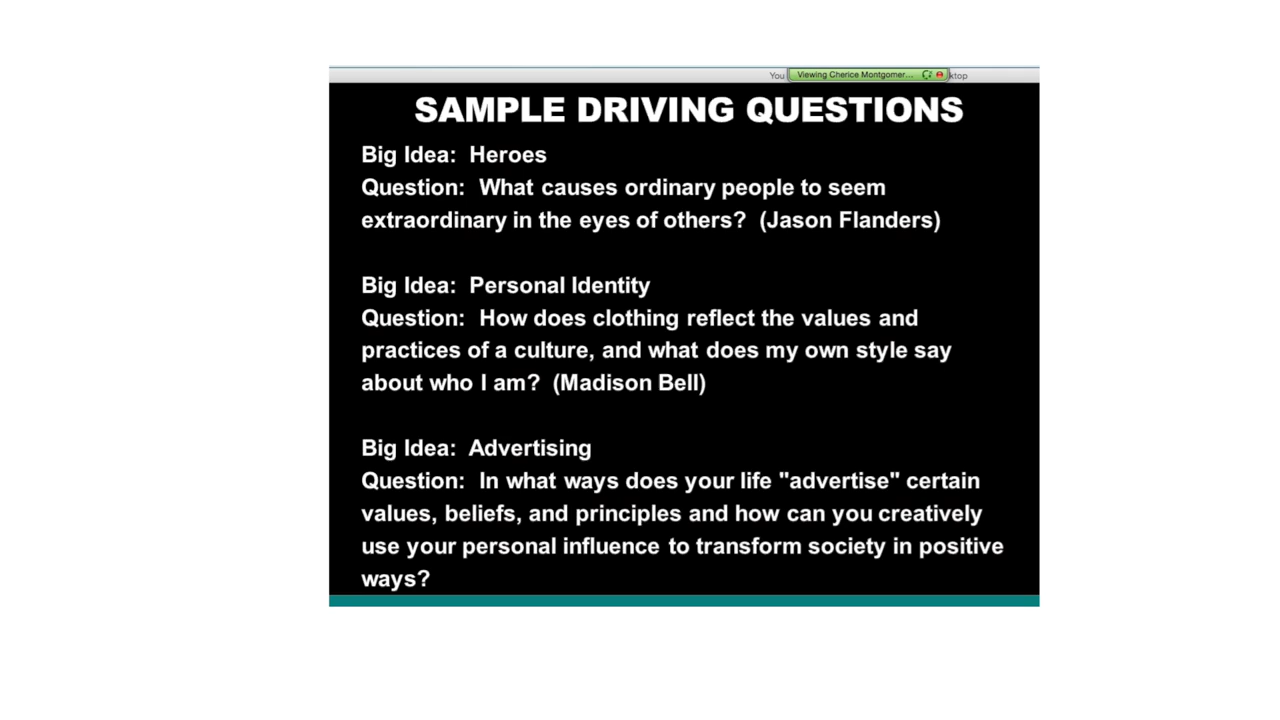 You Viewing Cherice Montgomer... ktop
SAMPLE DRIVING QUESTIONS
Big Idea:  Heroes
Question:  What causes ordinary people to seem
extraordinary in the eyes of others?  (Jason Flanders)
Big Idea:  Personal Identity
Question:  How does clothing reflect the values and
practices of a culture, and what does my own style say
about who I am?  (Madison Bell)
Big Idea:  Advertising
Question:  In what ways does your life "advertise" certain
values, beliefs, and principles and how can you creatively
use your personal influence to transform society in positive
ways?